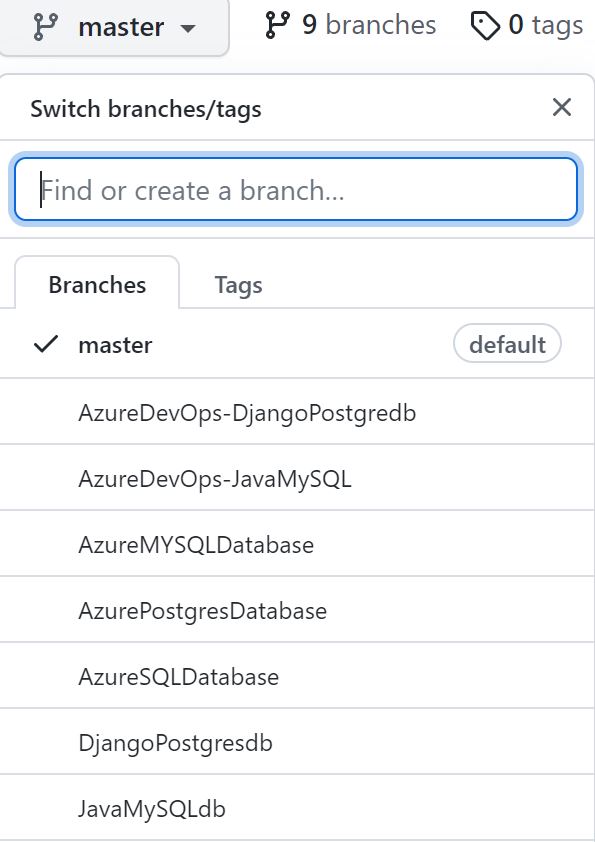 master 9 branches 0 tags
Switch branches/tags
Find or create a branch...
Branches Tags
master default
AzureDevOps-DjangoPostgredb
AzureDevOps-JavaMySQL
AzureMYSQLDatabase
AzurePostgresDatabase
AzureSQLDatabase
DjangoPostgresdb
JavaMySQLdb